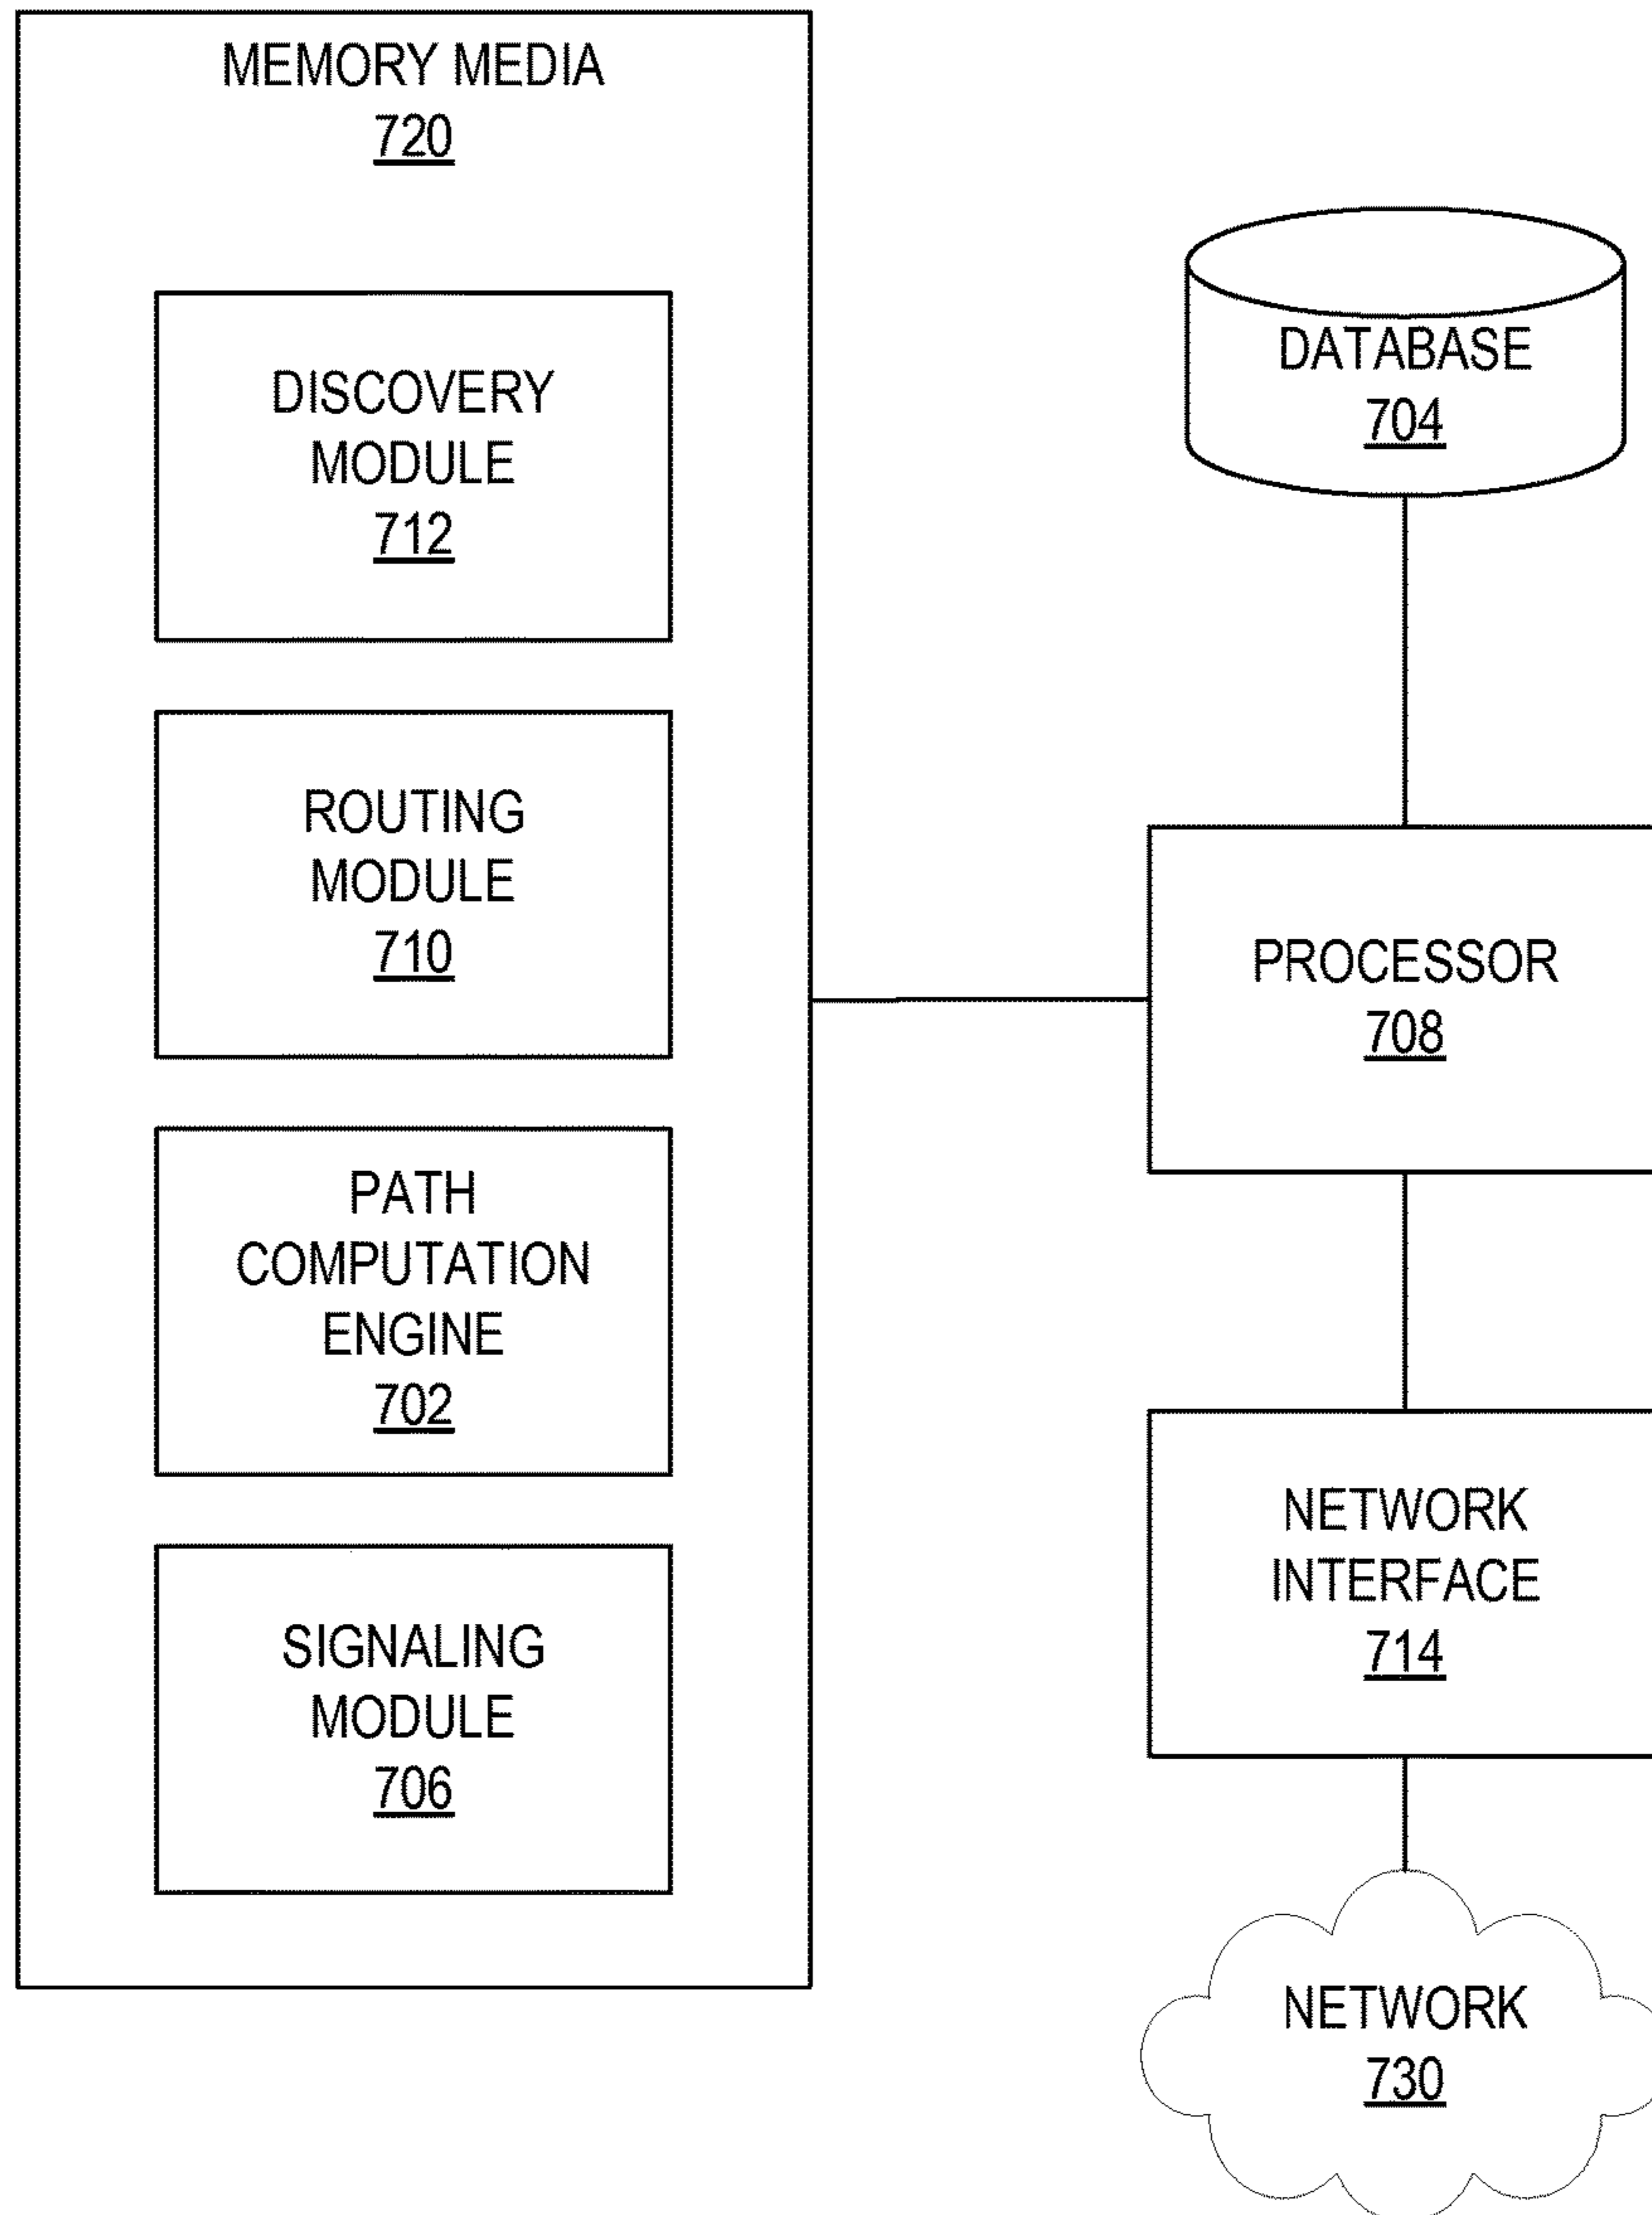 MEMORY MEDIA
720
DISCOVERY
MODULE
712
ROUTING
MODULE
710
PATH
COMPUTATION
ENGINE
702
SIGNALING
MODULE
706
DATABASE
704
PROCESSOR
708
NETWORK
INTERFACE
714
NETWORK
730